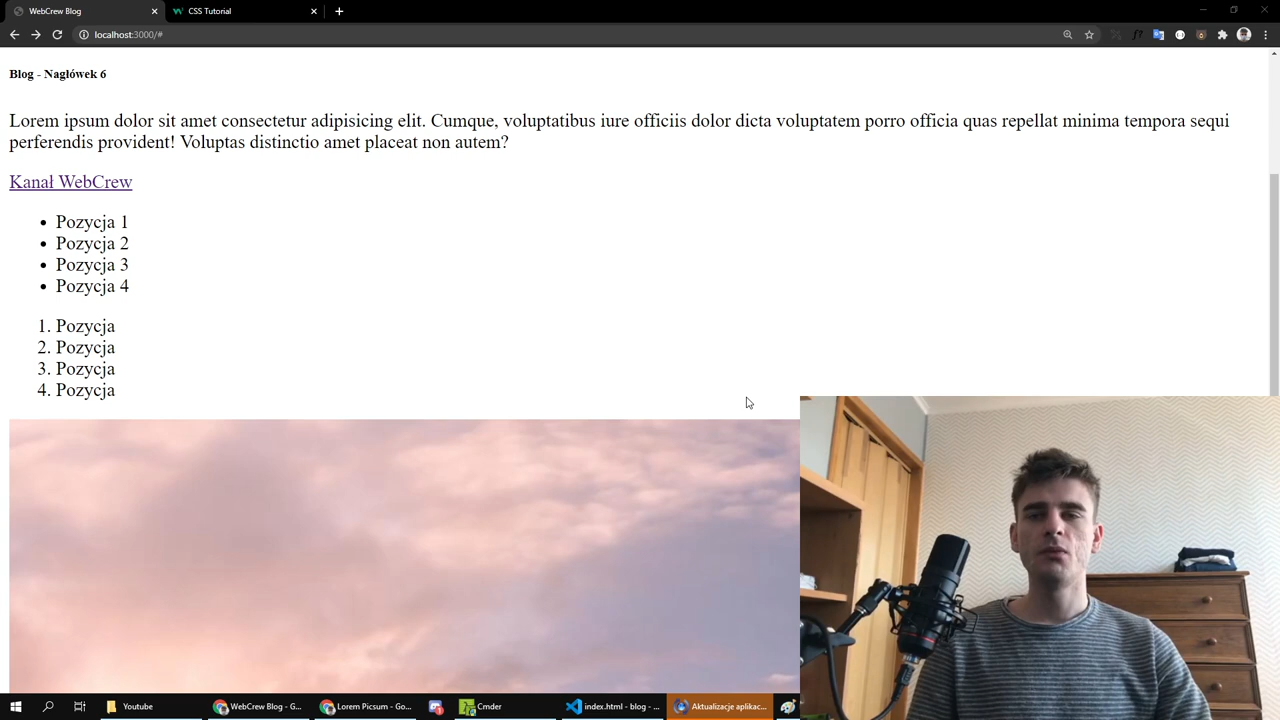 WebCrew Blog
CSS Tutorial
localhost:3000/#
Blog - Nagłówek 6
Lorem ipsum dolor sit amet consectetur adipisicing elit. Cumque, voluptatibus iure officiis dolor dicta voluptatem porro officia quas repellat minima tempora sequi
perferendis provident! Voluptas distinctio amet placeat non autem?
Kanał WebCrew
• Pozycja 1
• Pozycja 2
• Pozycja 3
• Pozycja 4
1. Pozycja
2. Pozycja
3. Pozycja
4. Pozycja
Youtube
WebCrew Blog - G...
Lorem Picsum - Goo...
Cmder
index.html - blog - ...
Aktualizacje aplikac...